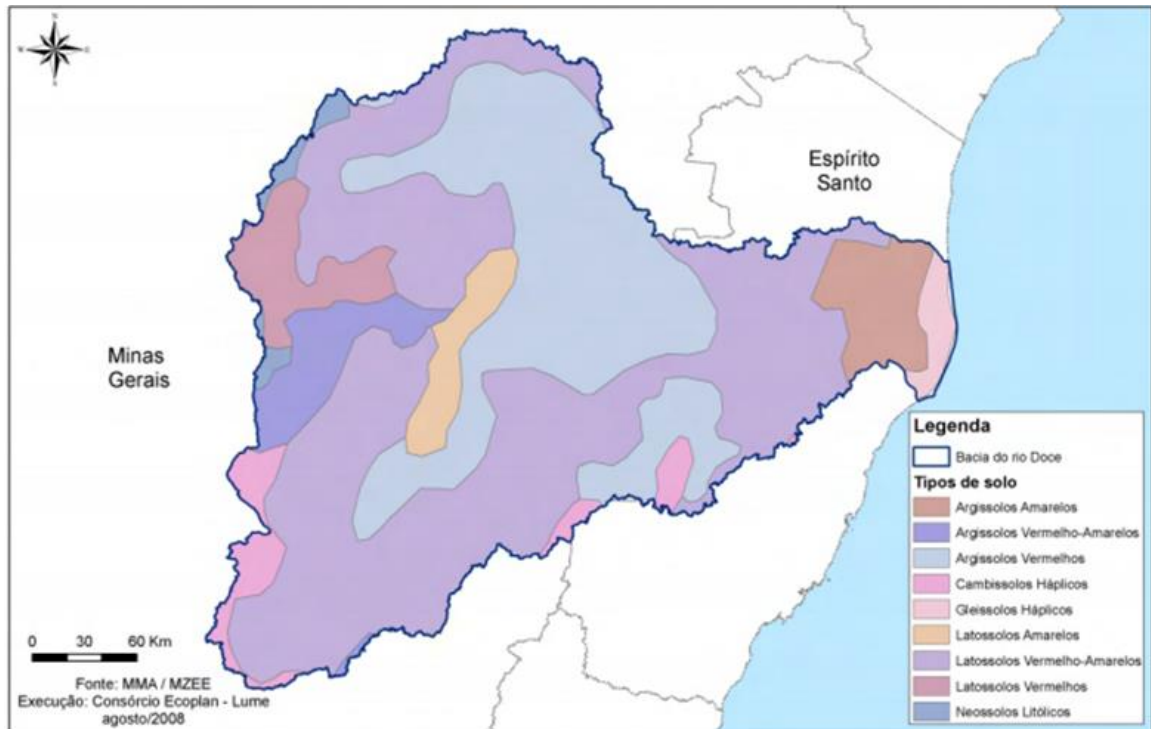 N
W
E
S
Espírito
Santo
Minas
Gerais
0 30 60 Km
Fonte: MMA / MZEE
Execução: Consórcio Ecoplan - Lume
agosto/2008
Legenda
Bacia do rio Doce
Tipos de solo
Argissolos Amarelos
Argissolos Vermelho-Amarelos
Argissolos Vermelhos
Cambissolos Háplicos
Gleissolos Háplicos
Latossolos Amarelos
Latossolos Vermelho-Amarelos
Latossolos Vermelhos
Neossolos Litólicos